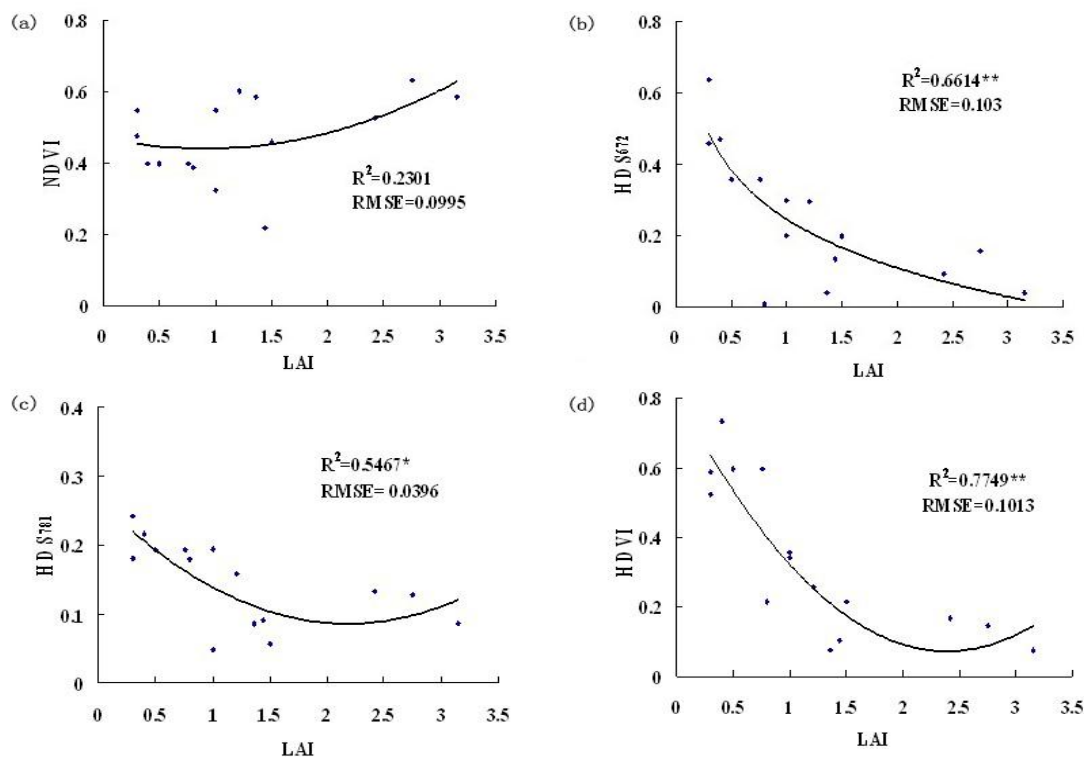 (a)
0.8
0.6
0.4
0.2
0
NDVI
R²=0.2301
RMSE=0.0995
0 0.5 1 1.5 2 2.5 3 3.5
LAI
(b)
0.8
0.6
0.4
0.2
0
HDS672
R²=0.6614**
RMSE=0.103
0 0.5 1 1.5 2 2.5 3 3.5
LAI
(c)
0.4
0.3
0.2
0.1
0
HDS781
R²=0.5467*
RMSE= 0.0396
0 0.5 1 1.5 2 2.5 3 3.5
LAI
(d)
0.8
0.6
0.4
0.2
0
HDVI
R²=0.7749**
RMSE=0.1013
0 0.5 1 1.5 2 2.5 3 3.5
LAI